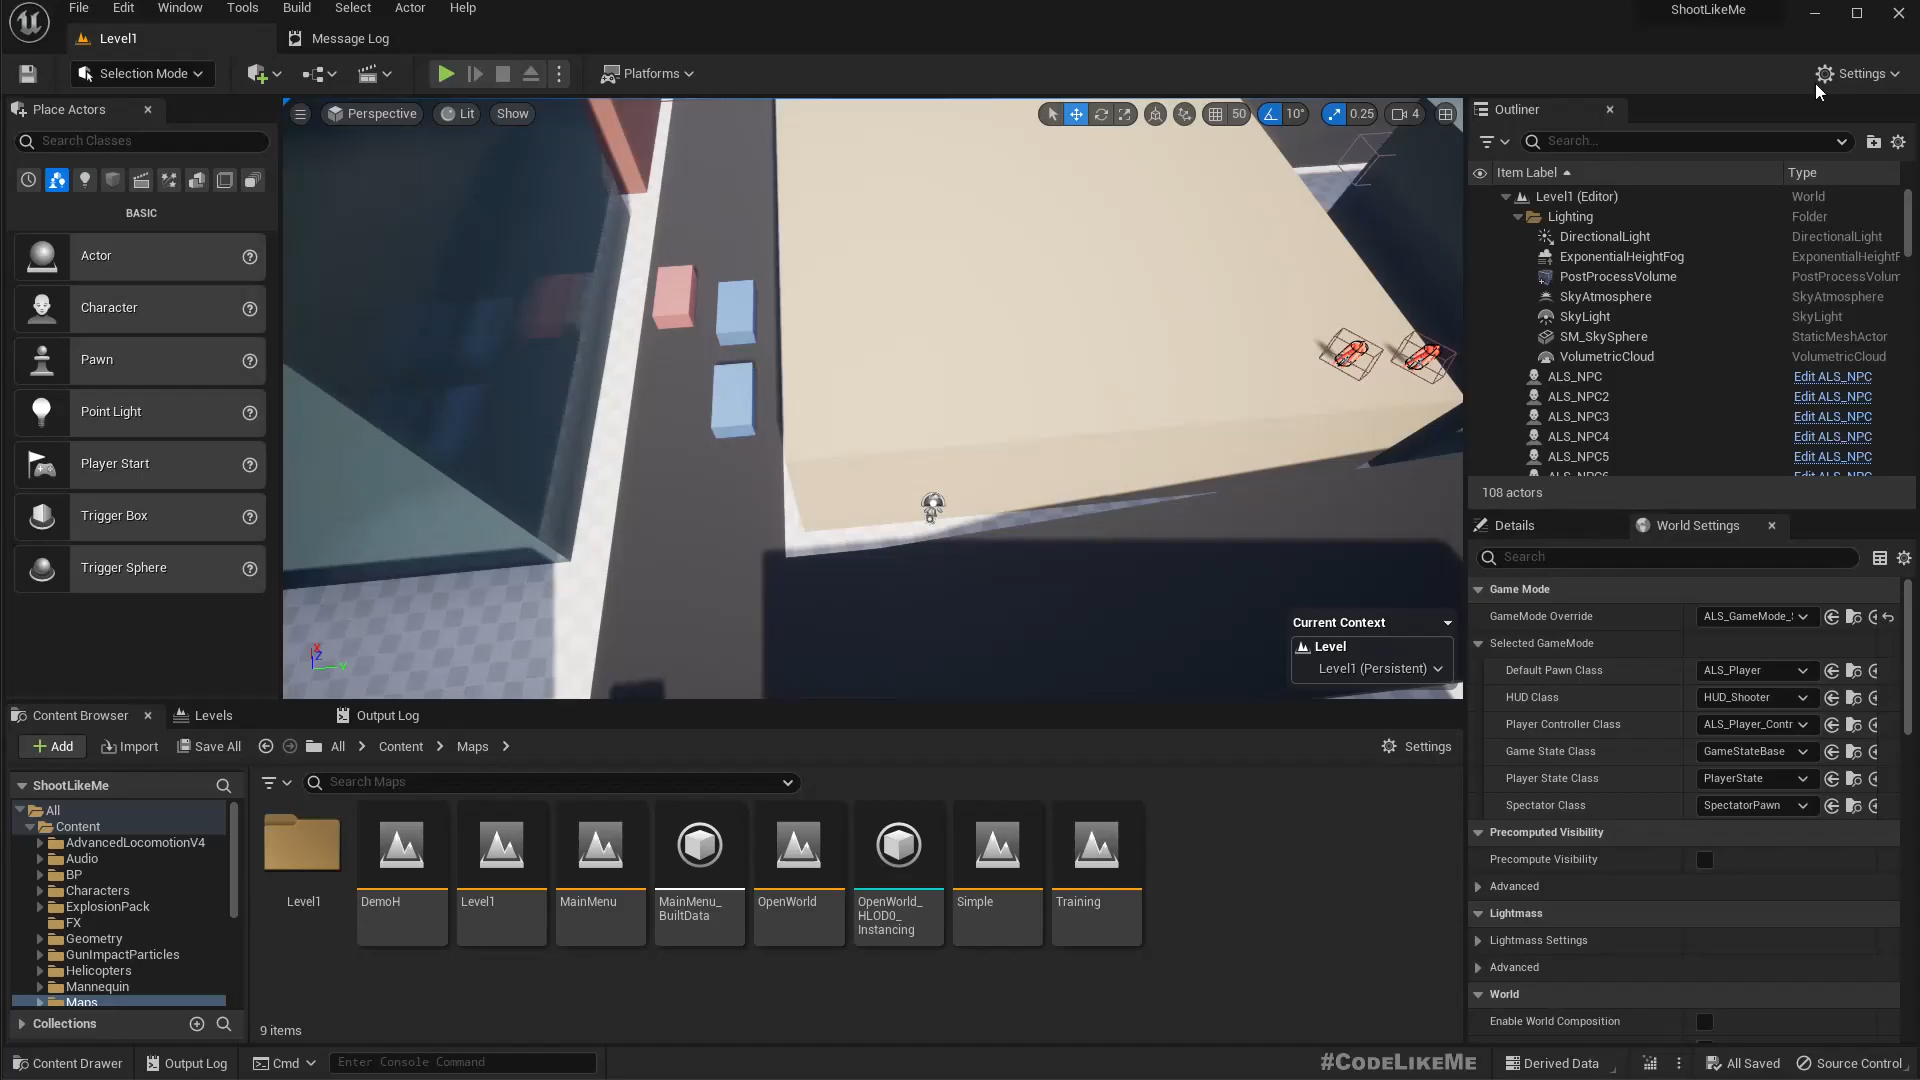 File Edit Window Tools Build Select Actor Help
ShootLikeMe
Level1
Message Log
Selection Mode
Platforms
Settings
Place Actors
Search Classes
BASIC
Actor
Character
Pawn
Point Light
Player Start
Trigger Box
Trigger Sphere
Perspective
Lit
Show
50
10°
0.25
4
Current Context
Level
Level1 (Persistent)
Outliner
Search...
Item Label
Type
Level1 (Editor) World
Lighting Folder
DirectionalLight DirectionalLight
ExponentialHeightFog ExponentialHeightF
PostProcessVolume PostProcessVolum
SkyAtmosphere SkyAtmosphere
SkyLight SkyLight
SM_SkySphere StaticMeshActor
VolumetricCloud VolumetricCloud
ALS_NPC Edit ALS_NPC
ALS_NPC2 Edit ALS_NPC
ALS_NPC3 Edit ALS_NPC
ALS_NPC4 Edit ALS_NPC
ALS_NPC5 Edit ALS_NPC
108 actors
Details
World Settings
Search
Game Mode
GameMode Override ALS_GameMode_
Selected GameMode
Default Pawn Class ALS_Player
HUD Class HUD_Shooter
Player Controller Class ALS_Player_Contr
Game State Class GameStateBase
Player State Class PlayerState
Spectator Class SpectatorPawn
Precomputed Visibility
Precompute Visibility
Advanced
Lightmass
Lightmass Settings
Advanced
World
Enable World Composition
Content Browser
Levels
Output Log
Add
Import
Save All
All
Content
Maps
Settings
ShootLikeMe
All
Content
AdvancedLocomotionV4
Audio
BP
Characters
ExplosionPack
FX
Geometry
GunImpactParticles
Helicopters
Mannequin
Maps
Collections
Search Maps
Level1
DemoH
Level1
MainMenu
MainMenu_
BuiltData
OpenWorld
OpenWorld_
HLOD0_
Instancing
Simple
Training
9 items
Content Drawer
Output Log
Cmd
Enter Console Command
#CODELIKEME
Derived Data
All Saved
Source Control